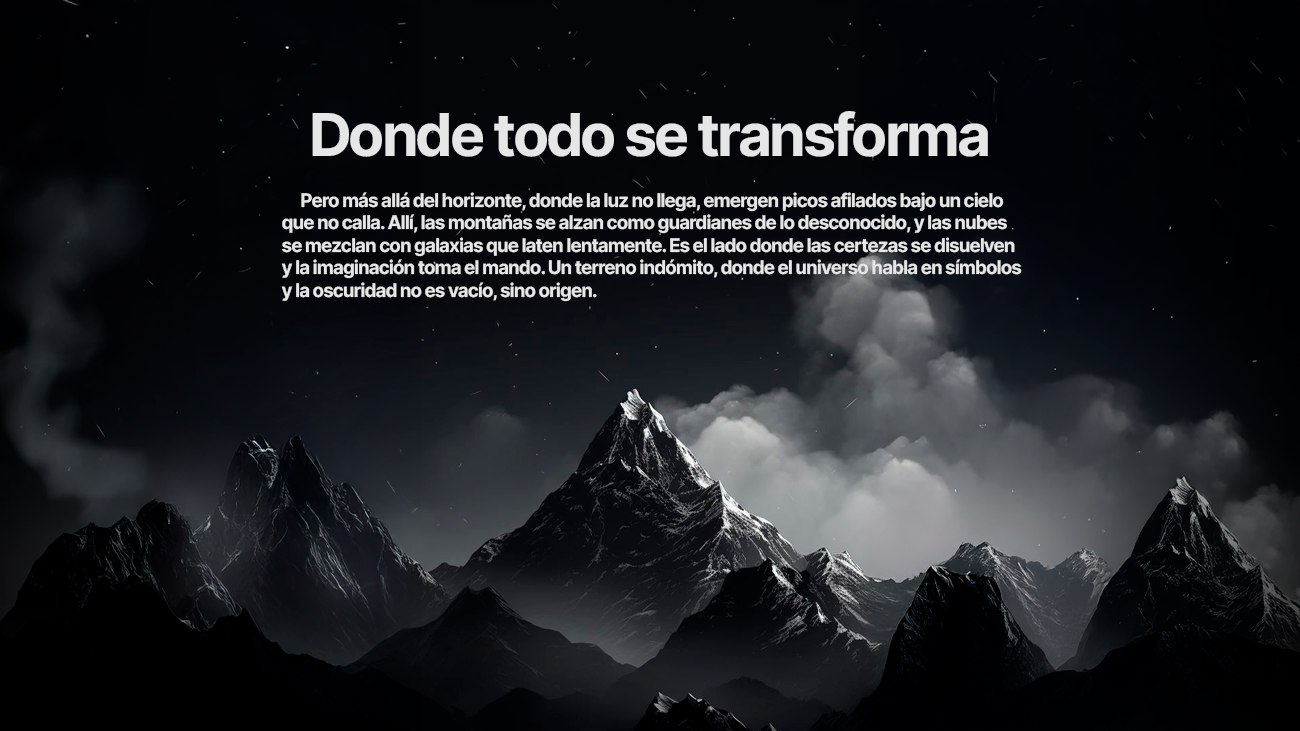 Donde todo se transforma
Pero más allá del horizonte, donde la luz no llega, emergen picos afilados bajo un cielo
que no calla. Allí, las montañas se alzan como guardianes de lo desconocido, y las nubes
se mezclan con galaxias que laten lentamente. Es el lado donde las certezas se disuelven
y la imaginación toma el mando. Un terreno indómito, donde el universo habla en símbolos
y la oscuridad no es vacío, sino origen.